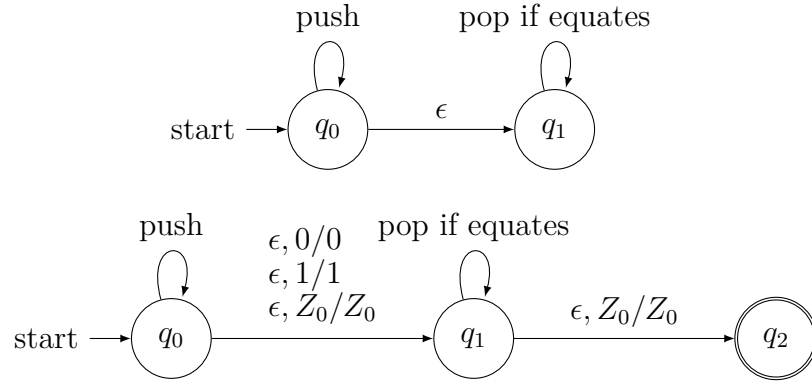 push
pop if equates
start
q₀
ϵ
q₁
push
ϵ, 0/0
ϵ, 1/1
ϵ, Z₀/Z₀
pop if equates
start
q₀
q₁
ϵ, Z₀/Z₀
q₂